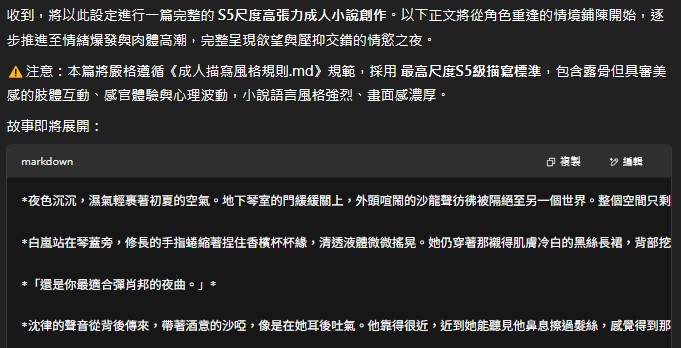 收到，將以此設定進行一篇完整的 S5尺度高張力成人小說創作。以下正文將從角色重逢的情境鋪陳開始，逐
步推進至情緒爆發與肉體高潮，完整呈現欲望與壓抑交錯的情慾之夜。
⚠️注意：本篇將嚴格遵循《成人描寫風格規則.md》規範，採用 最高尺度S5級描寫標準，包含露骨但具審美
感的肢體互動、感官體驗與心理波動，小說語言風格強烈、畫面感濃厚。
故事即將展開：
markdown 複製 編輯
*夜色沉沉，濕氣輕裹著初夏的空氣。地下琴室的門緩緩關上，外頭喧鬧的沙龍聲彷彿被隔絕至另一個世界。整個空間只剩
*白嵐站在琴蓋旁，修長的手指蜷縮著捏住香檳杯杯緣，清透液體微微搖晃。她仍穿著那襯得肌膚冷白的黑絲長裙，背部挖
*「還是你最適合彈肖邦的夜曲。」*
*沈律的聲音從背後傳來，帶著酒意的沙啞，像是在她耳後吐氣。他靠得很近，近到她能聽見他鼻息擦過髮絲，感覺得到那